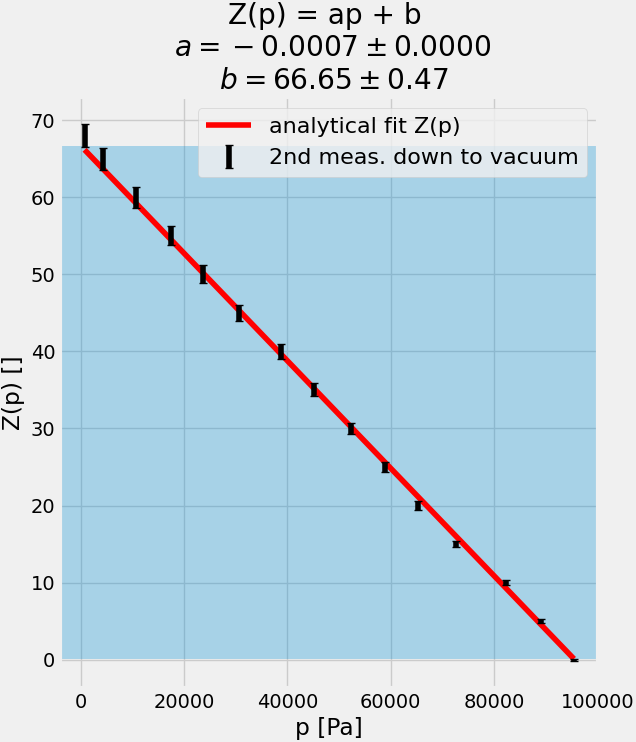 Z(p) = ap + b
a = − 0.0007 ± 0.0000
b = 66.65 ± 0.47
analytical fit Z(p)
2nd meas. down to vacuum
70
60
50
40
30
20
10
0
Z(p) []
0 20000 40000 60000 80000 100000
p [Pa]